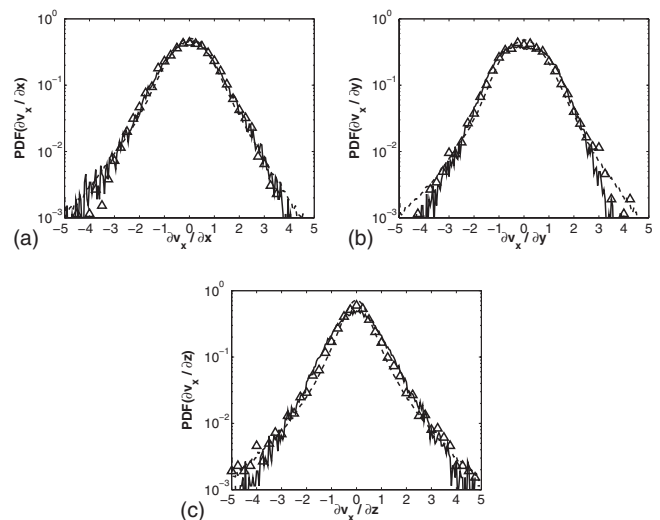 10^0
10^-1
10^-2
10^-3
PDF(∂v_x / ∂x)
-5 -4 -3 -2 -1 0 1 2 3 4 5
∂v_x / ∂x
(a)
10^0
10^-1
10^-2
10^-3
PDF(∂v_x / ∂y)
-5 -4 -3 -2 -1 0 1 2 3 4 5
∂v_x / ∂y
(b)
10^0
10^-1
10^-2
10^-3
PDF(∂v_x / ∂z)
-5 -4 -3 -2 -1 0 1 2 3 4 5
∂v_x / ∂z
(c)